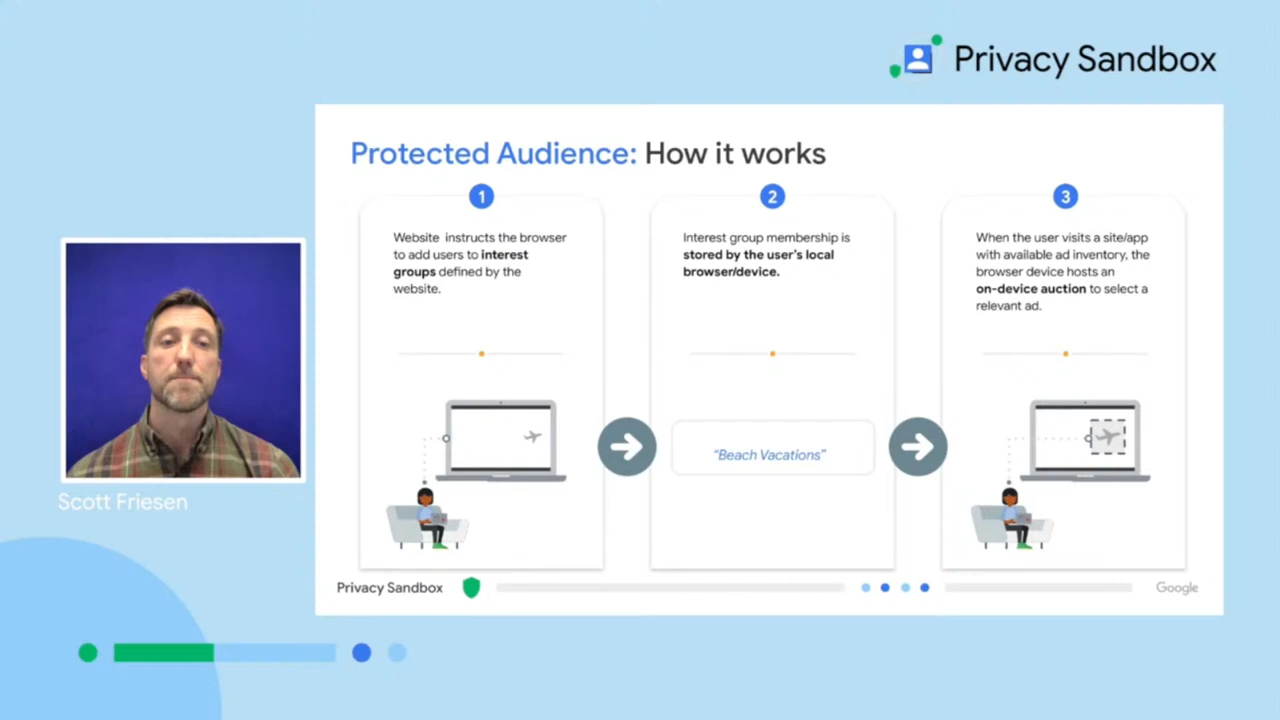 Privacy Sandbox
Protected Audience: How it works
1
Website instructs the browser
to add users to interest
groups defined by the
website.
2
Interest group membership is
stored by the user's local
browser/device.
"Beach Vacations"
3
When the user visits a site/app
with available ad inventory, the
browser device hosts an
on-device auction to select a
relevant ad.
Scott Friesen
Privacy Sandbox
Google